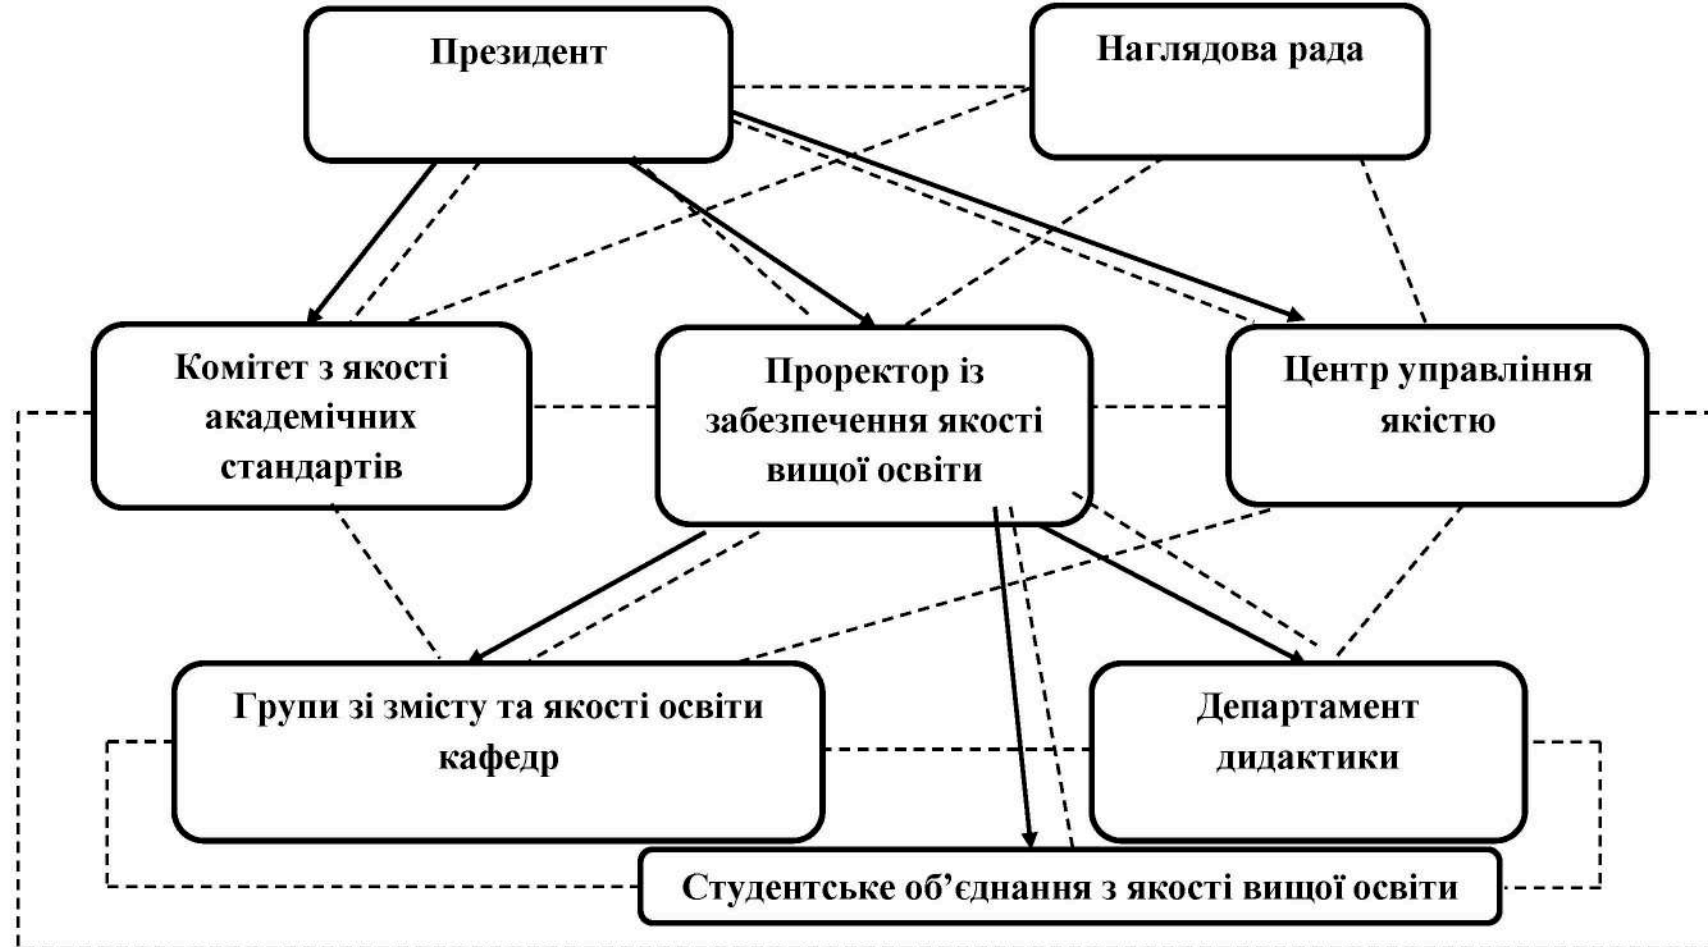 Президент
Наглядова рада
Комітет з якості
академічних
стандартів
Проректор із
забезпечення якості
вищої освіти
Центр управління
якістю
Групи зі змісту та якості освіти
кафедр
Департамент
дидактики
Студентське об’єднання з якості вищої освіти